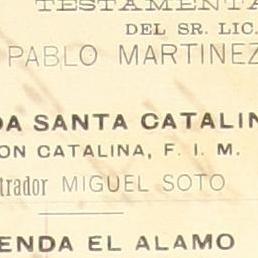 TESTAMENTA
DEL SR. LIC.
PABLO MARTINEZ
DA SANTA CATALIN
ON CATALINA, F. I. M.
trador MIGUEL SOTO
ENDA EL ALAMO